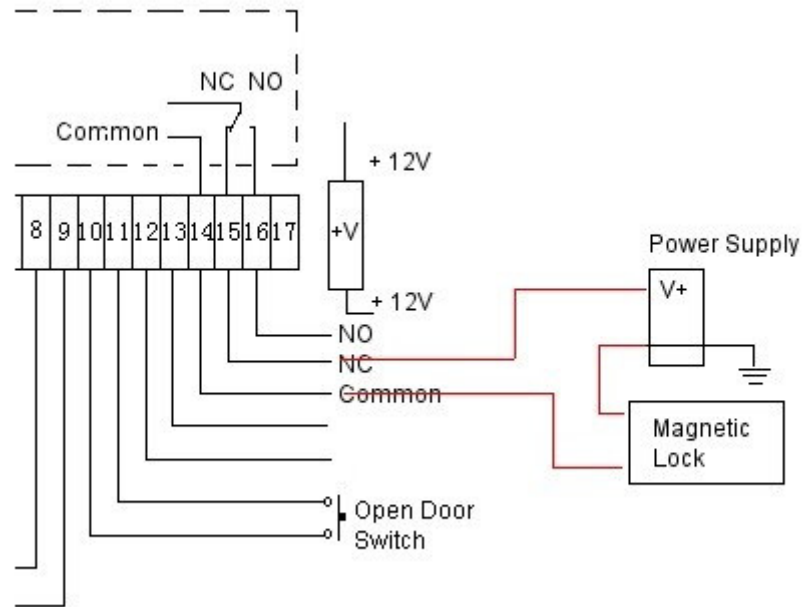 NC NO
Common
+ 12V
8 9 10 11 12 13 14 15 16 17
+V
Power Supply
V+
+ 12V
NO
NC
Common
Magnetic
Lock
Open Door
Switch